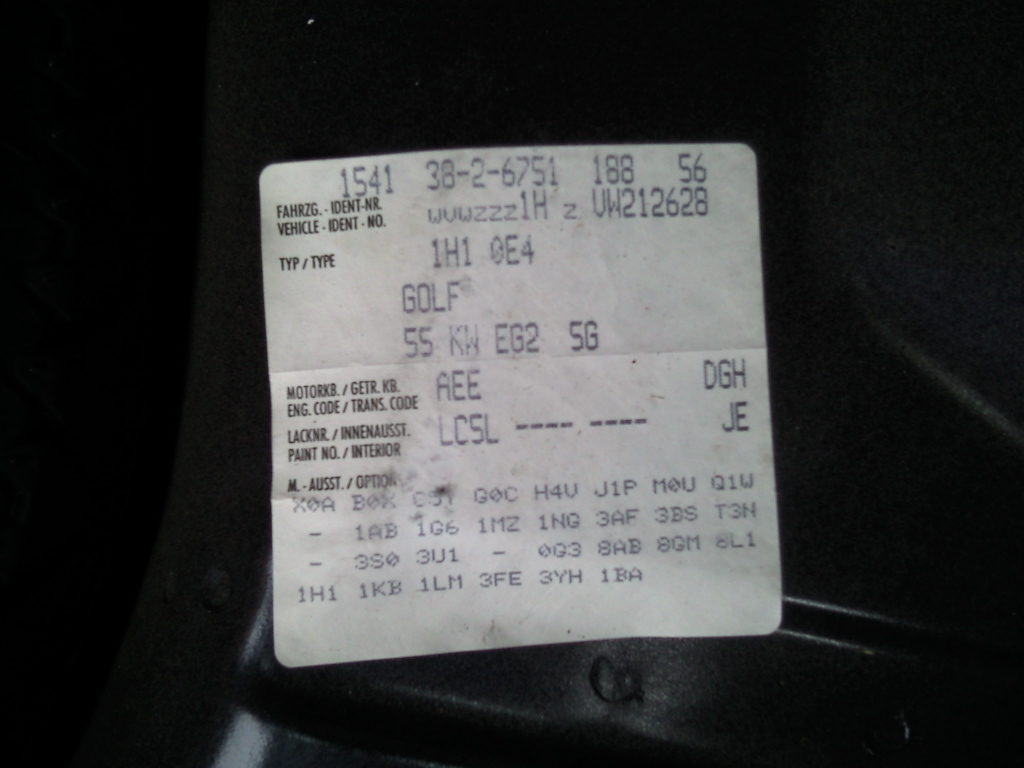 1541 38-2-6751 188 56
FAHRZG. - IDENT-NR. WVWZZZ1H Z VW212628
VEHICLE - IDENT - NO.
TYP / TYPE 1H1 0E4
GOLF
55 KW EG2 5G
MOTORKB. / GETR. KB. AEE DGH
ENG. CODE / TRANS. CODE
LACKNR. / INNENAUSST. LC5L ---- ---- JE
PAINT NO. / INTERIOR
M. - AUSST. / OPTION
X0A B0X G0C H4V J1P M0U Q1W
- 1AB 1G6 1MZ 1NG 3AF 3BS T3N
- 3S0 3U1 - 0G3 8AB 8GM 8L1
1H1 1KB 1LM 3FE 3YH 1BA